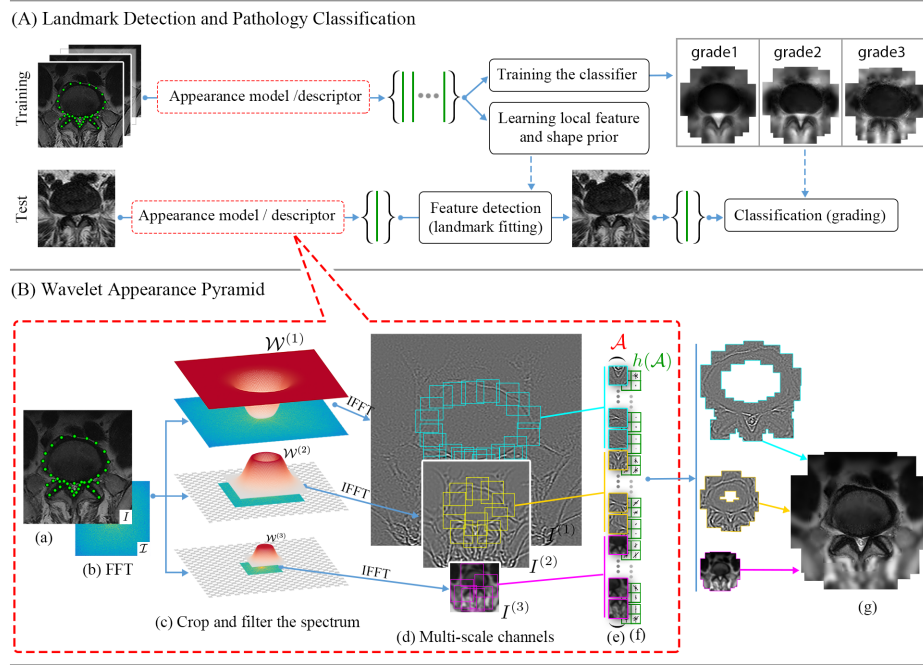 (A) Landmark Detection and Pathology Classification
Training
Appearance model /descriptor
{ ••• }
Training the classifier
Learning local feature
and shape prior
grade1 grade2 grade3
Test
Appearance model / descriptor
{ }
Feature detection
(landmark fitting)
{ }
Classification (grading)
(B) Wavelet Appearance Pyramid
(a)
I
ℐ
(b) FFT
𝒲⁽¹⁾
𝒲⁽²⁾
𝒲⁽³⁾
(c) Crop and filter the spectrum
IFFT
IFFT
IFFT
I⁽¹⁾
I⁽²⁾
I⁽³⁾
(d) Multi-scale channels
𝒜
h(𝒜)
(e) (f)
(g)